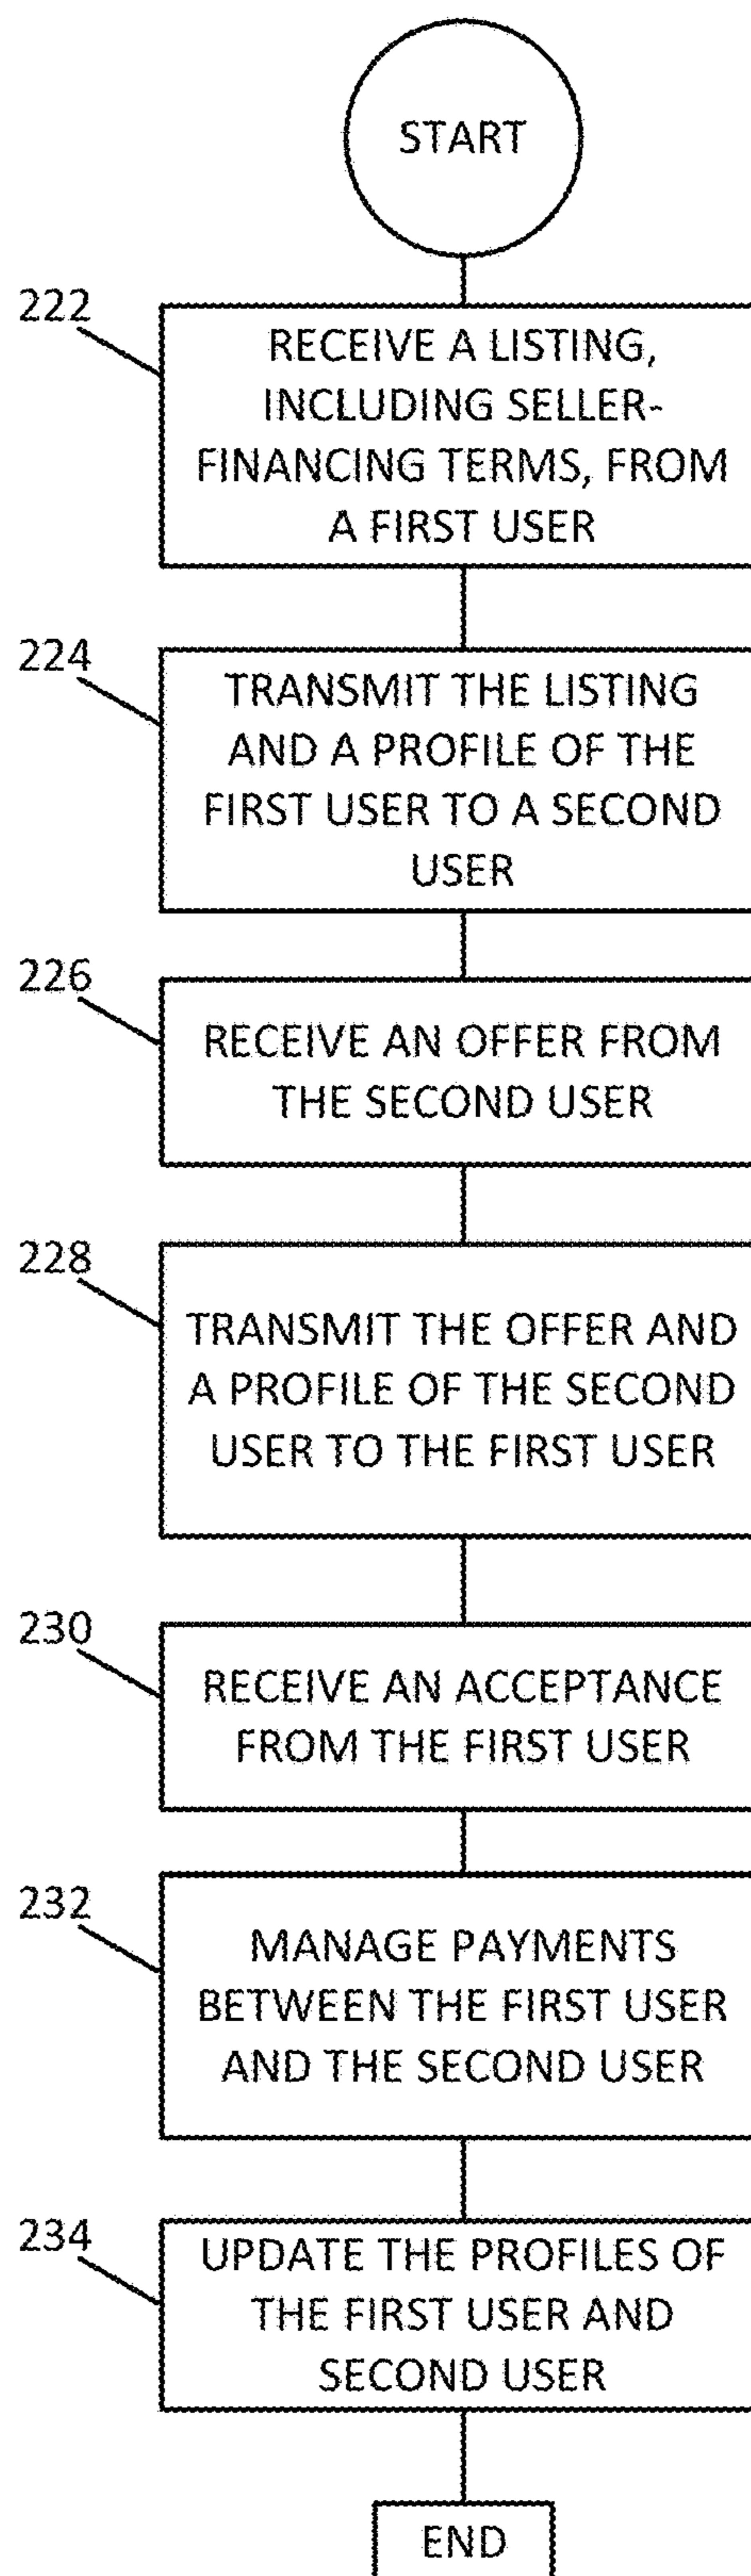 START
222
RECEIVE A LISTING,
INCLUDING SELLER-
FINANCING TERMS, FROM
A FIRST USER
224
TRANSMIT THE LISTING
AND A PROFILE OF THE
FIRST USER TO A SECOND
USER
226
RECEIVE AN OFFER FROM
THE SECOND USER
228
TRANSMIT THE OFFER AND
A PROFILE OF THE SECOND
USER TO THE FIRST USER
230
RECEIVE AN ACCEPTANCE
FROM THE FIRST USER
232
MANAGE PAYMENTS
BETWEEN THE FIRST USER
AND THE SECOND USER
234
UPDATE THE PROFILES OF
THE FIRST USER AND
SECOND USER
END